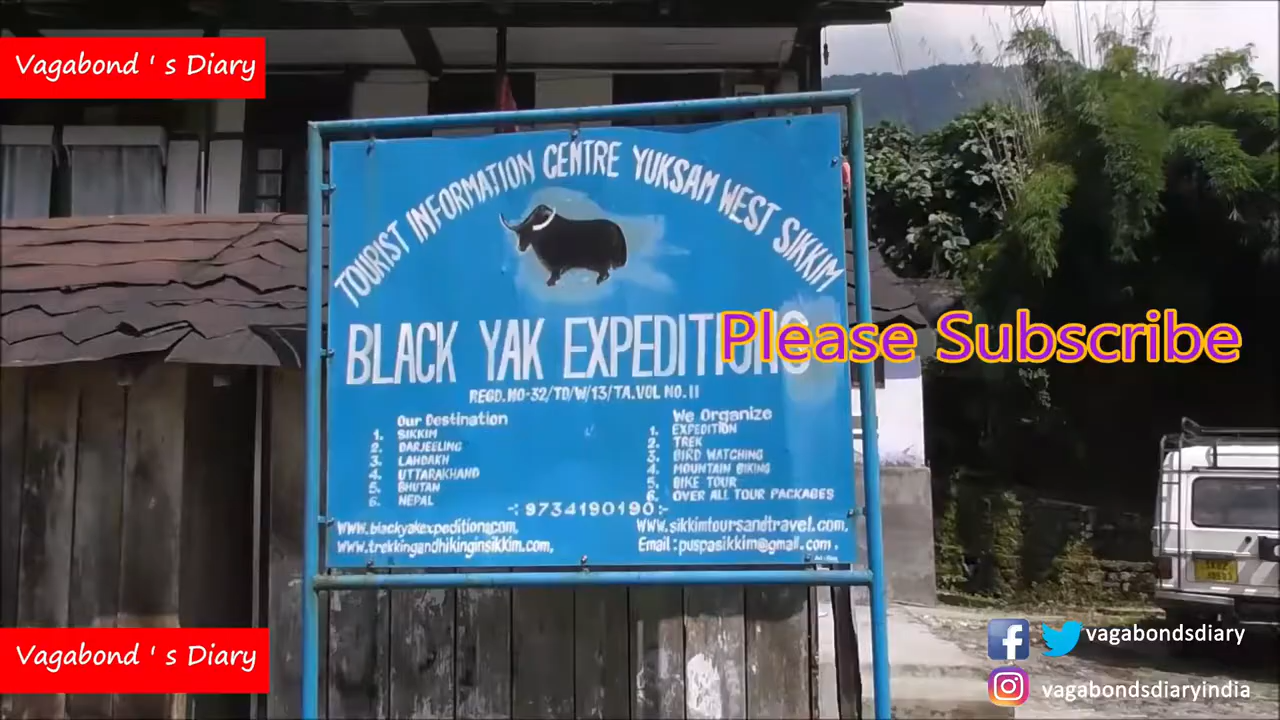 Vagabond ' s Diary
TOURIST INFORMATION CENTRE YUKSAM WEST SIKKIM
BLACK YAK EXPEDITIONS
Please Subscribe
REGD.NO-32/TD/W/13/TA.VOL NO.II
Our Destination
1. SIKKIM
2. DARJEELING
3. LAHDAKH
4. UTTARAKHAND
5. BHUTAN
6. NEPAL
We Organize
1. EXPEDITION
2. TREK
3. BIRD WATCHING
4. MOUNTAIN BIKING
5. BIKE TOUR
6. OVER ALL TOUR PACKAGES
-: 9734190190:-
Www.blackyakexpedition.com,
Www.sikkimtoursandtravel.com,
Www.trekkingandhikinginsikkim.com,
Email:puspasikkim@gmail.com,
Vagabond ' s Diary
vagabondsdiary
vagabondsdiaryindia